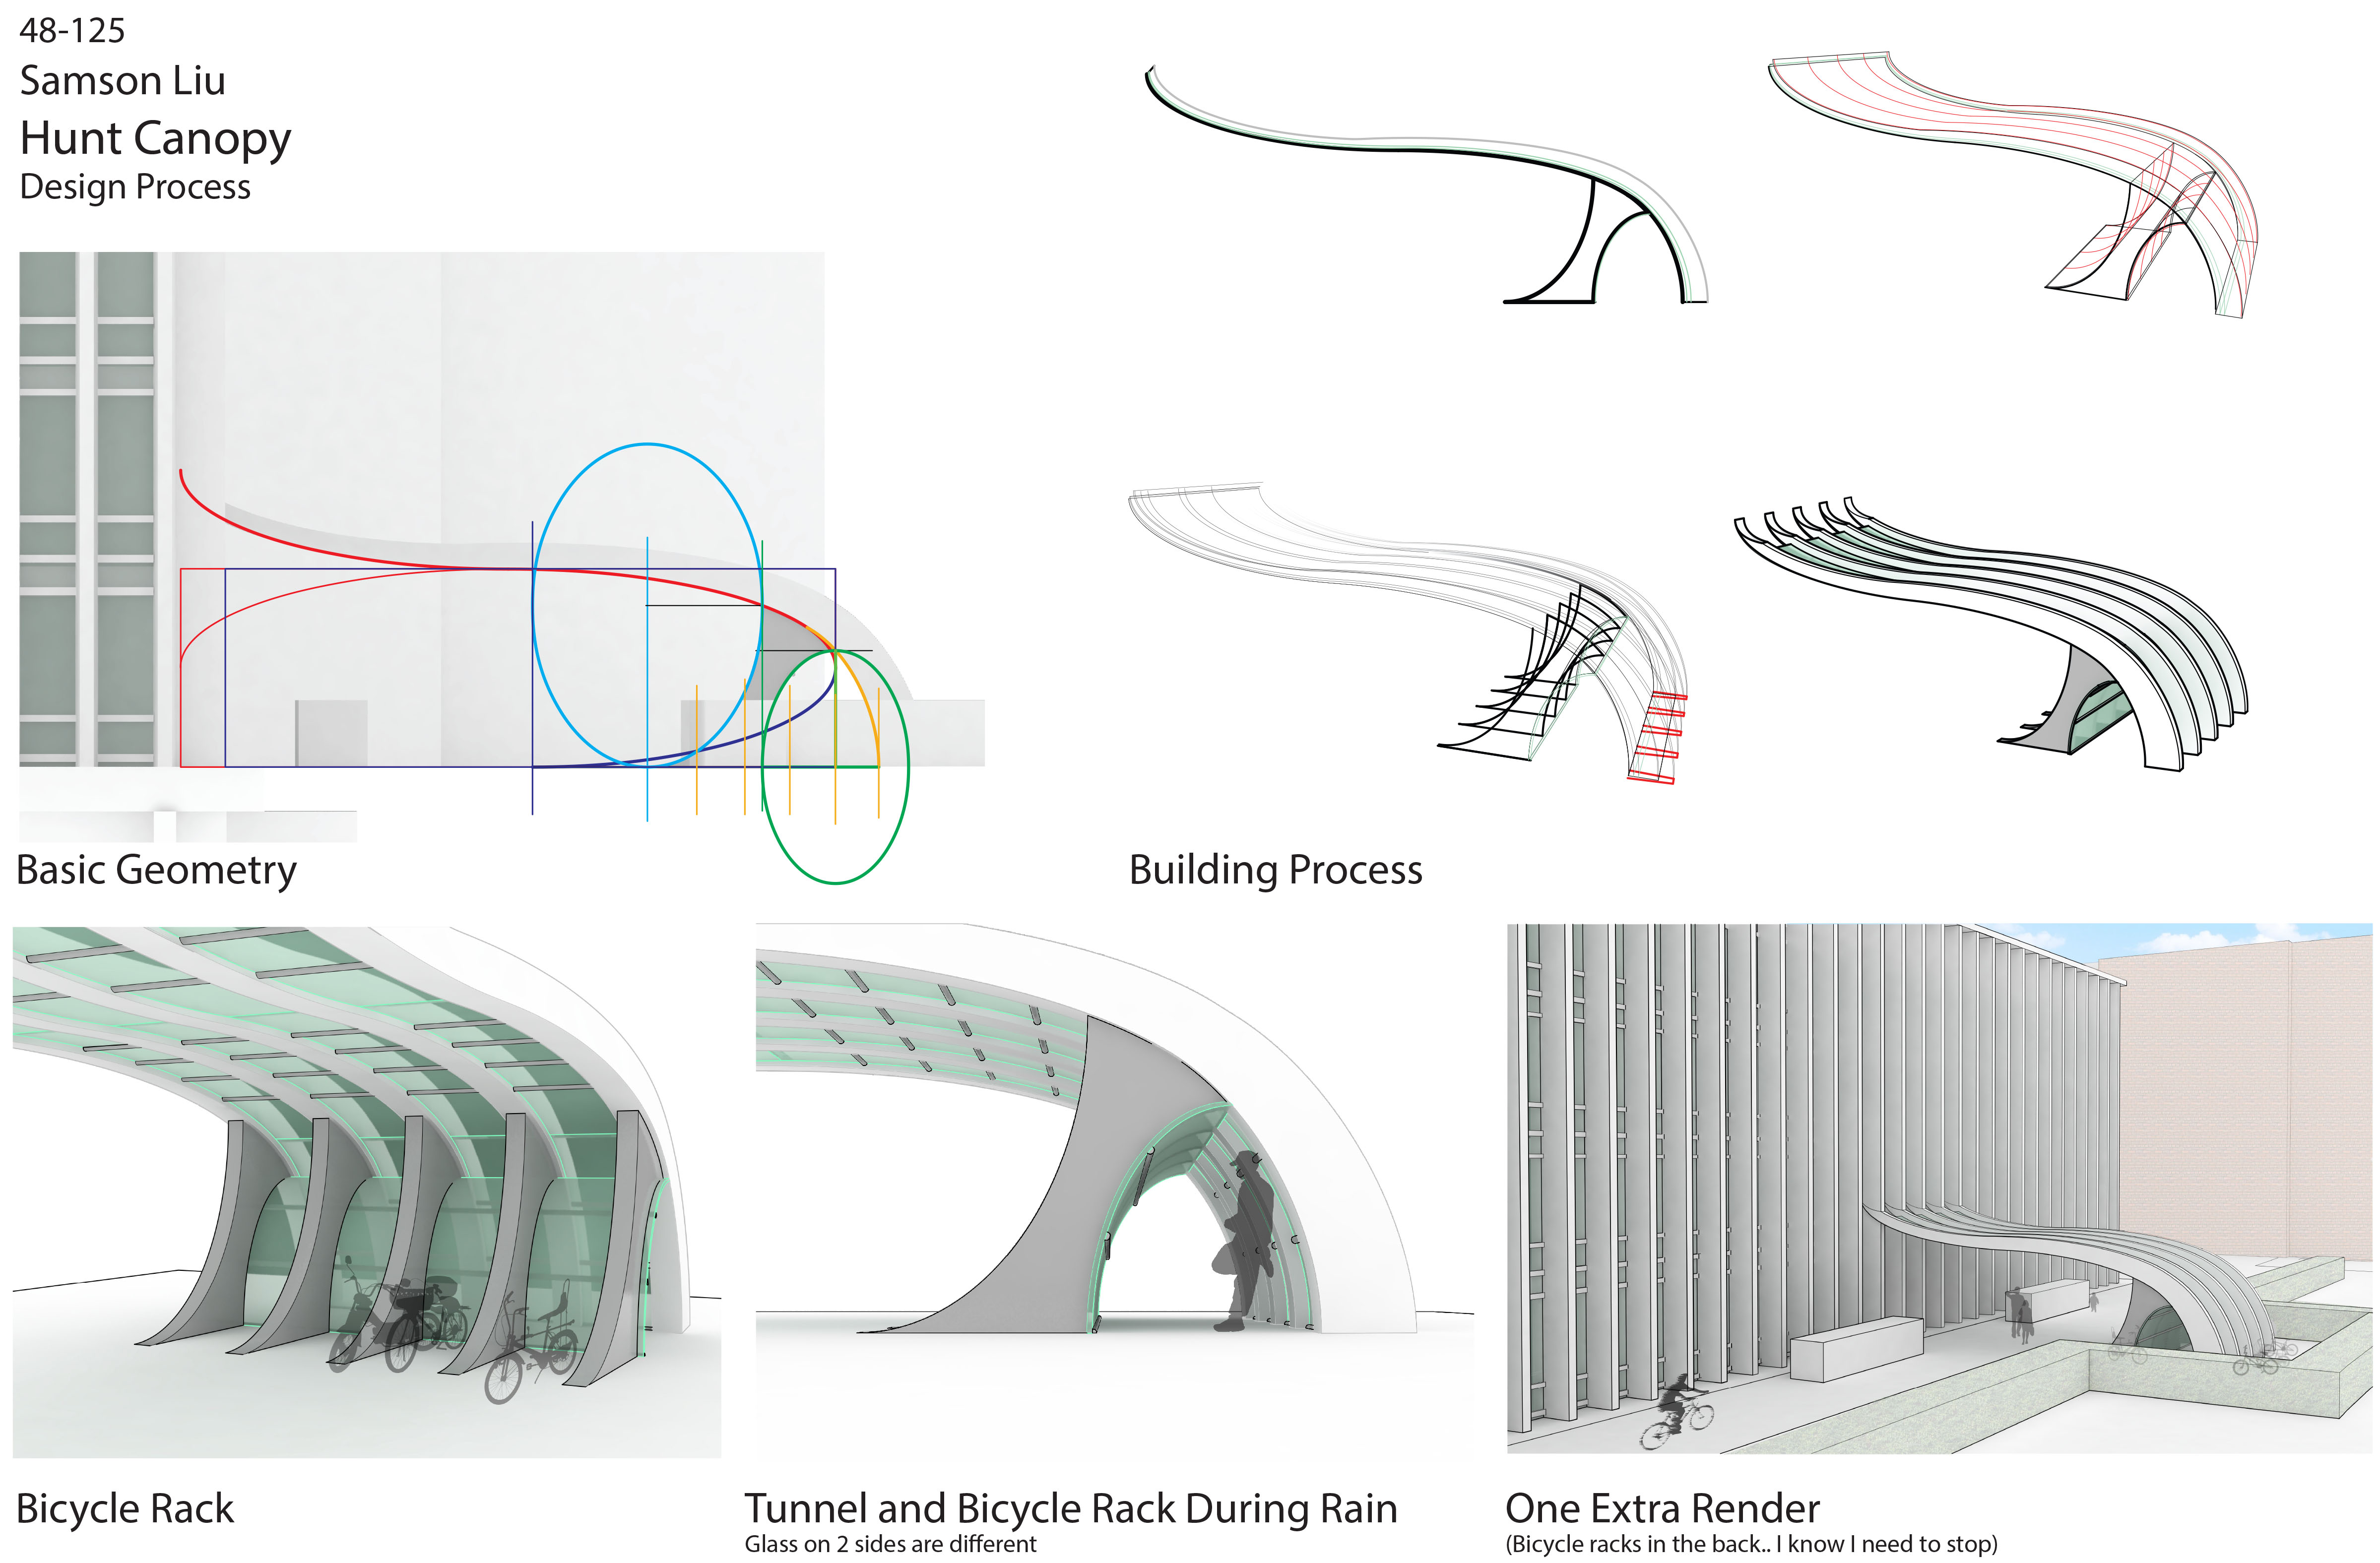 48-125
Samson Liu
Hunt Canopy
Design Process
Basic Geometry
Building Process
Bicycle Rack
Tunnel and Bicycle Rack During Rain
Glass on 2 sides are different
One Extra Render
(Bicycle racks in the back.. I know I need to stop)